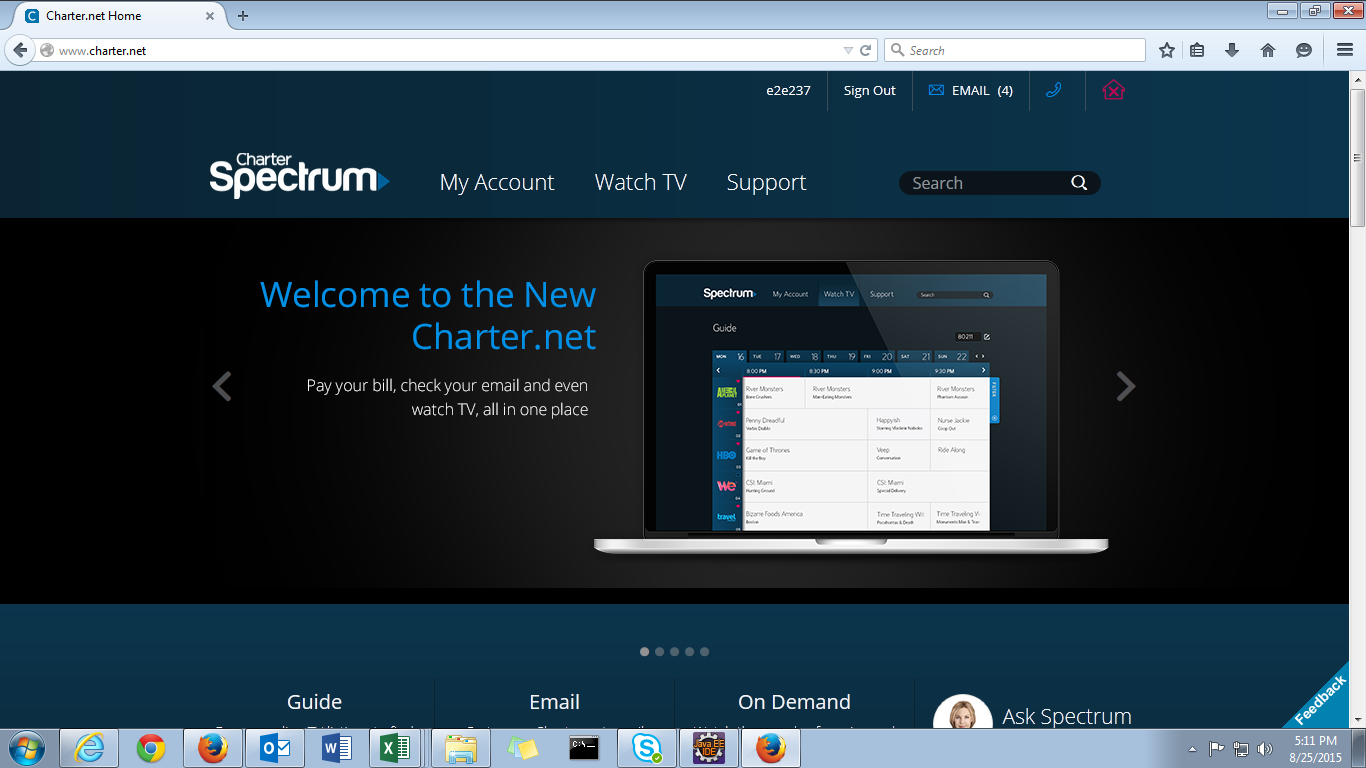 Charter.net Home
www.charter.net
Search
e2e237
Sign Out
EMAIL (4)
Charter
Spectrum
My Account
Watch TV
Support
Search
Welcome to the New
Charter.net
Pay your bill, check your email and even
watch TV, all in one place
Spectrum My Account Watch TV Support Search
Guide
80211
MON 16 TUE 17 WED 18 THU 19 FRI 20 SAT 21 SUN 22
8:00 PM 8:30 PM 9:00 PM 9:30 PM
FILTER
River Monsters River Monsters River Monsters
Bone Crushers Man-Eating Monsters Phantom Assassin
Penny Dreadful Happyish Nurse Jackie
Verbis Diablo Starring Vladimir Nabokov Coop Out
HBO Game of Thrones Veep Ride Along
Kill the Boy Conversation
We CSI: Miami CSI: Miami
Hunting Ground Special Delivery
travel Bizarre Foods America Time Traveling Wi Time Traveling V
Boston Pocahontas & Death Monuments Man & Tra
Guide
Email
On Demand
Ask Spectrum
Feedback
Java EE
IDE
5:11 PM
8/25/2015